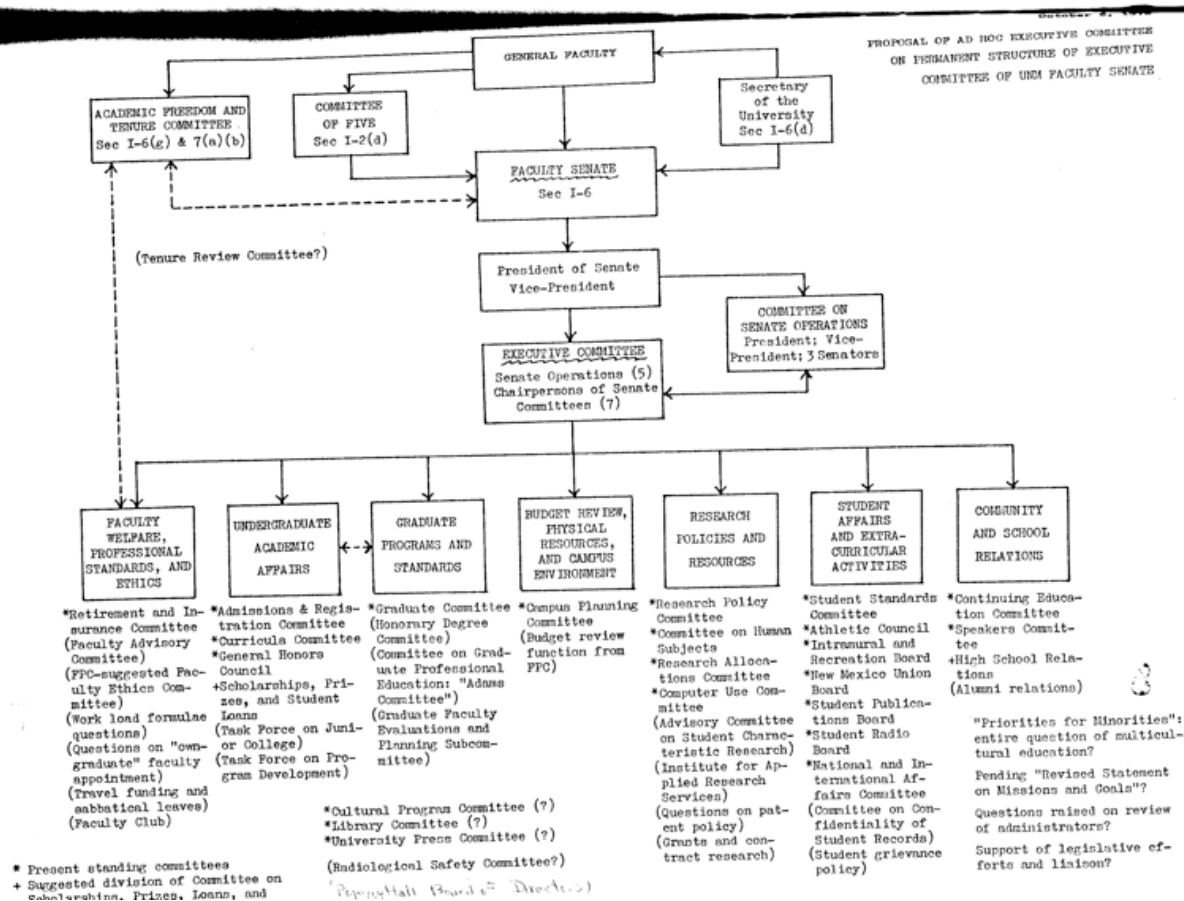 PROPOSAL OF AD HOC EXECUTIVE COMMITTEE
ON PERMANENT STRUCTURE OF EXECUTIVE
COMMITTEE OF UNM FACULTY SENATE
GENERAL FACULTY
ACADEMIC FREEDOM AND
TENURE COMMITTEE
Sec I-6(g) & 7(a)(b)
COMMITTEE
OF FIVE
Sec I-2(d)
Secretary
of the
University
Sec I-6(d)
FACULTY SENATE
Sec I-6
(Tenure Review Committee?)
President of Senate
Vice-President
COMMITTEE ON
SENATE OPERATIONS
President; Vice-
President; 3 Senators
EXECUTIVE COMMITTEE
Senate Operations (5)
Chairpersons of Senate
Committees (7)
FACULTY
WELFARE,
PROFESSIONAL
STANDARDS, AND
ETHICS
UNDERGRADUATE
ACADEMIC
AFFAIRS
GRADUATE
PROGRAMS AND
STANDARDS
BUDGET REVIEW,
PHYSICAL
RESOURCES,
AND CAMPUS
ENVIRONMENT
RESEARCH
POLICIES AND
RESOURCES
STUDENT
AFFAIRS
AND EXTRA-
CURRICULAR
ACTIVITIES
COMMUNITY
AND SCHOOL
RELATIONS
*Retirement and In-
surance Committee
(Faculty Advisory
Committee)
(FPC-suggested Fac-
ulty Ethics Com-
mittee)
(Work load formulae
questions)
(Questions on "own-
graduate" faculty
appointment)
(Travel funding and
sabbatical leaves)
(Faculty Club)
*Admissions & Regis-
tration Committee
*Curricula Committee
*General Honors
Council
+Scholarships, Pri-
zes, and Student
Loans
(Task Force on Juni-
or College)
(Task Force on Pro-
gram Development)
*Graduate Committee
(Honorary Degree
Committee)
(Committee on Grad-
uate Professional
Education: "Adams
Committee")
(Graduate Faculty
Evaluations and
Planning Subcom-
mittee)
*Campus Planning
Committee
(Budget review
function from
FPC)
*Research Policy
Committee
*Committee on Human
Subjects
*Research Alloca-
tions Committee
*Computer Use Com-
mittee
(Advisory Committee
on Student Charac-
teristic Research)
(Institute for Ap-
plied Research
Services)
(Questions on pat-
ent policy)
(Grants and con-
tract research)
*Student Standards
Committee
*Athletic Council
*Intramural and
Recreation Board
*New Mexico Union
Board
*Student Publica-
tions Board
*Student Radio
Board
*National and In-
ternational Af-
fairs Committee
(Committee on Con-
fidentiality of
Student Records)
(Student grievance
policy)
*Continuing Educa-
tion Committee
*Speakers Commit-
tee
+High School Rela-
tions
(Alumni relations)
"Priorities for Minorities":
entire question of multicul-
tural education?
Pending "Revised Statement
on Missions and Goals"?
Questions raised on review
of administrators?
Support of legislative ef-
forts and liaison?
*Cultural Program Committee (?)
*Library Committee (?)
*University Press Committee (?)
(Radiological Safety Committee?)
* Present standing committees
+ Suggested division of Committee on
Scholarships, Prizes, Loans, and